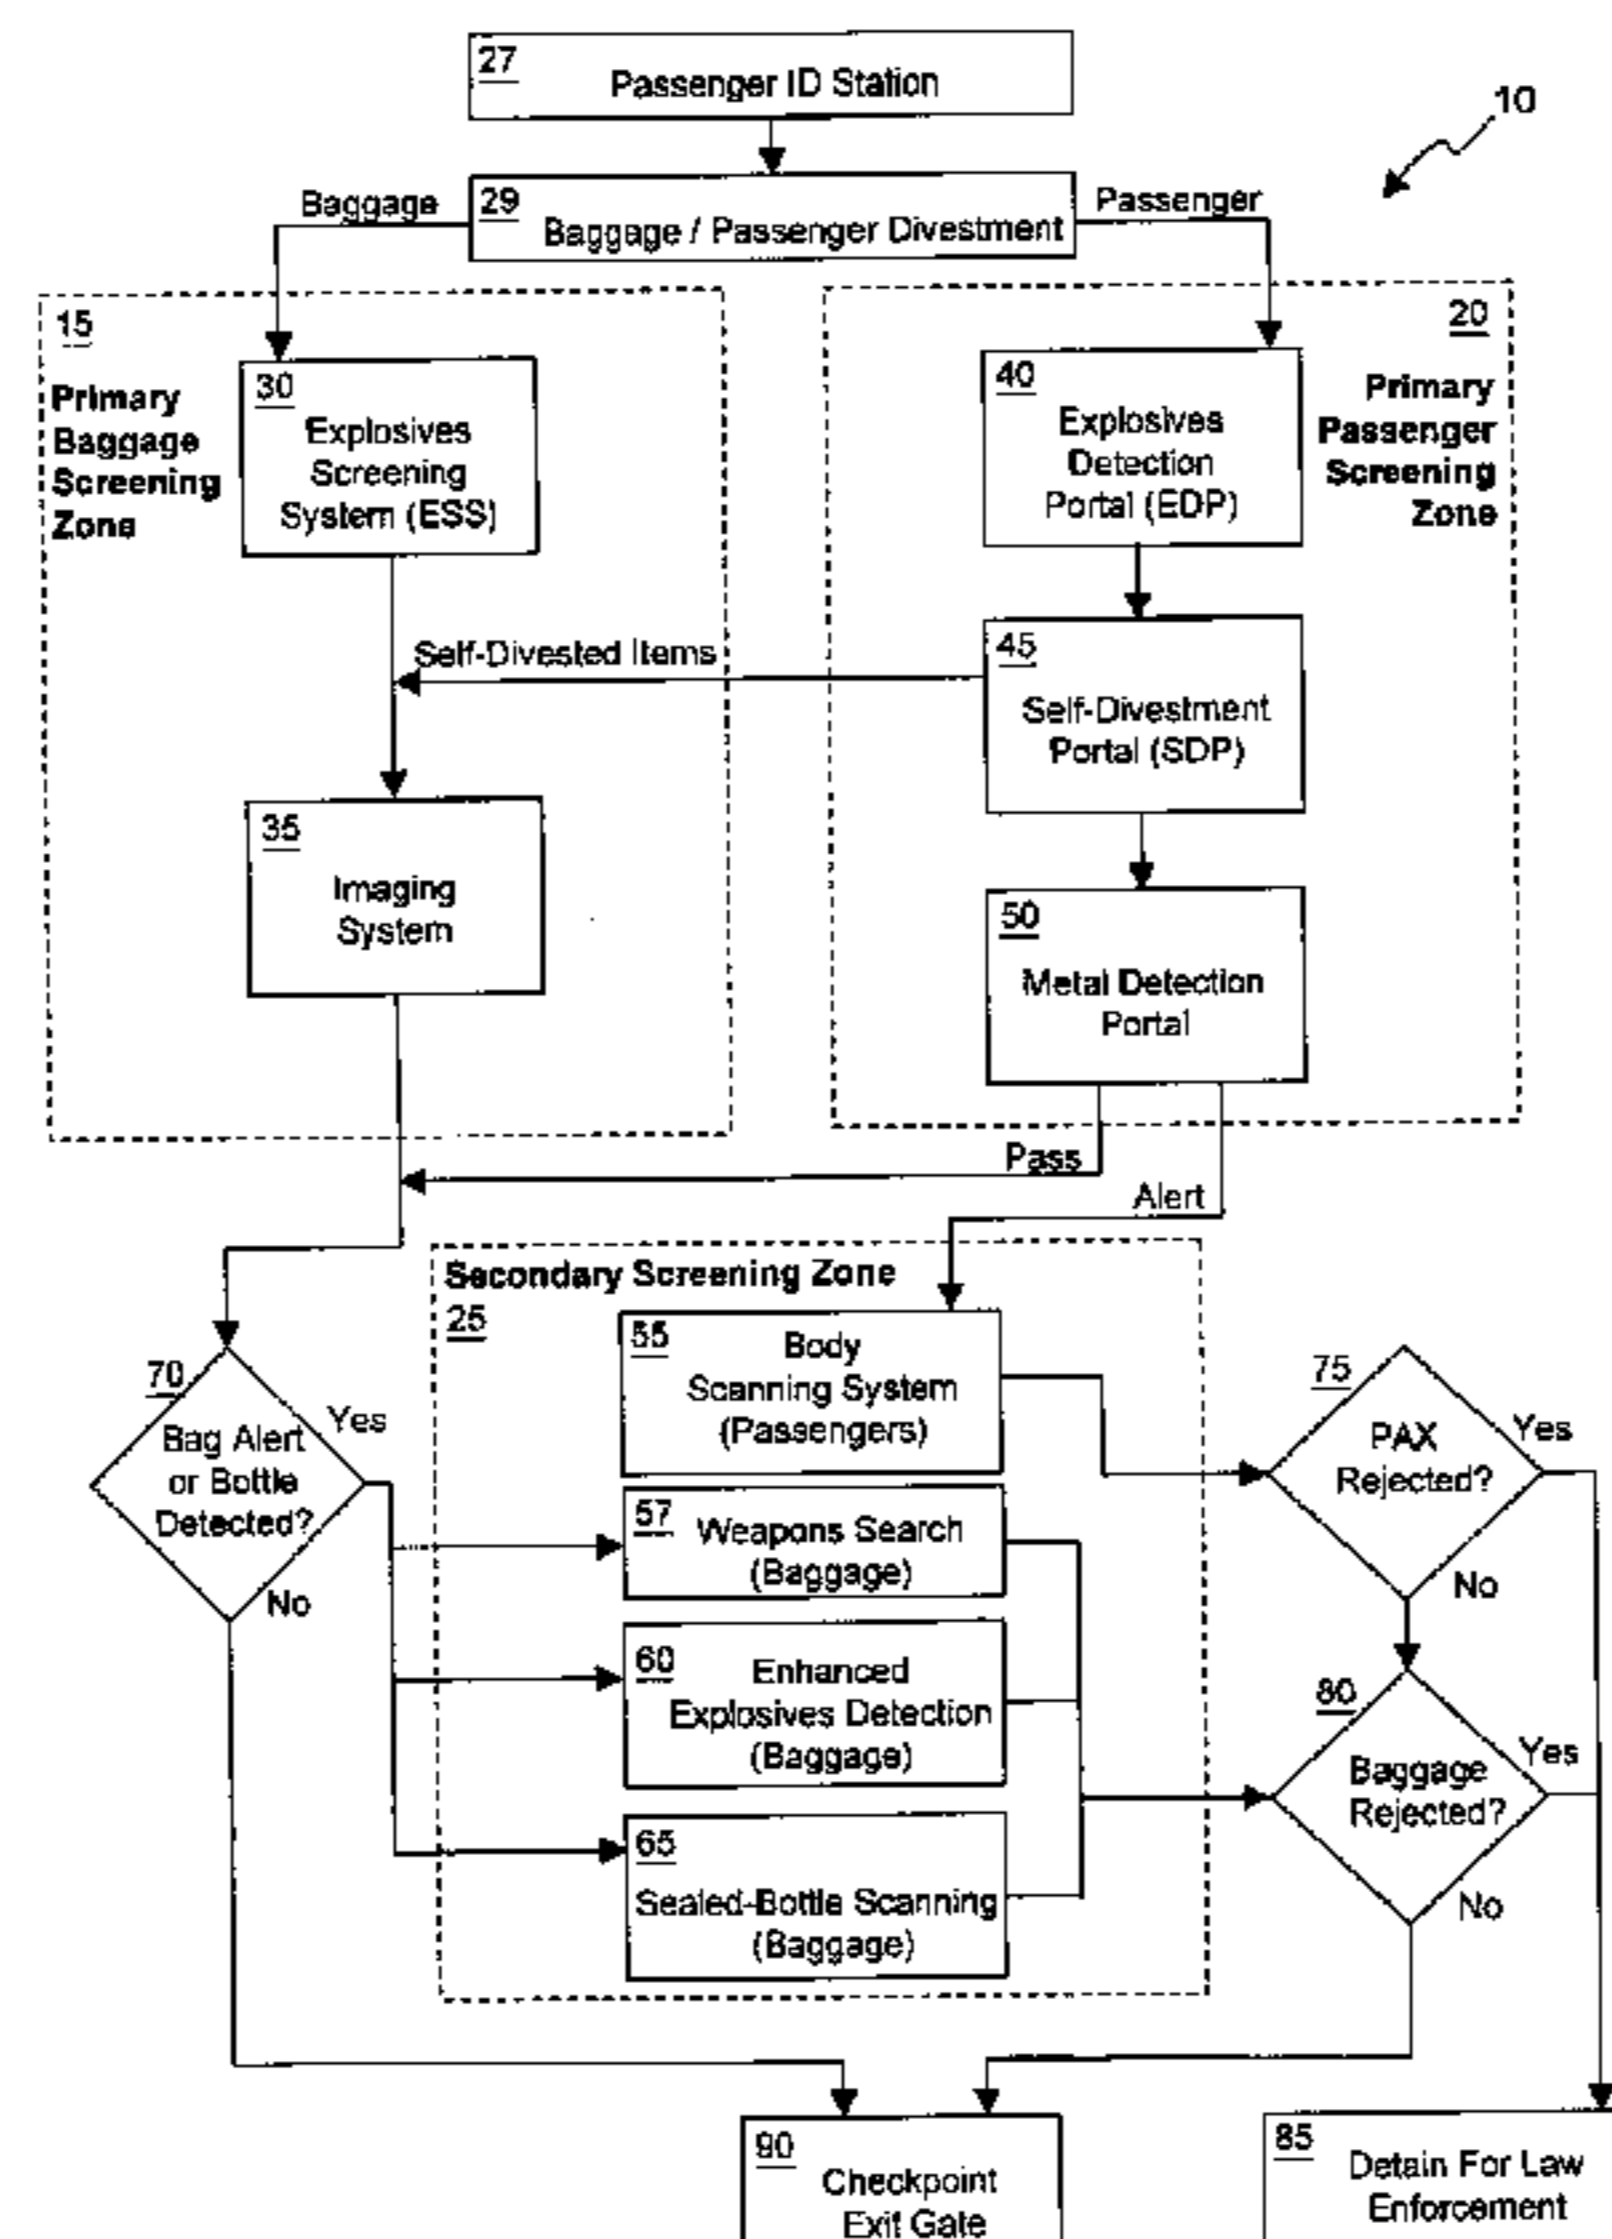 27
Passenger ID Station
10
Baggage
29
Baggage / Passenger Divestment
Passenger
15
Primary
Baggage
Screening
Zone
30
Explosives
Screening
System (ESS)
40
Explosives
Detection
Portal (EDP)
20
Primary
Passenger
Screening
Zone
Self-Divested Items
45
Self-Divestment
Portal (SDP)
35
Imaging
System
50
Metal Detection
Portal
Pass
Alert
Secondary Screening Zone
25
55
Body
Scanning System
(Passengers)
70
Bag Alert
or Bottle
Detected?
Yes
No
57
Weapons Search
(Baggage)
60
Enhanced
Explosives Detection
(Baggage)
65
Sealed-Bottle Scanning
(Baggage)
75
PAX
Rejected?
Yes
No
80
Baggage
Rejected?
Yes
No
90
Checkpoint
Exit Gate
85
Detain For Law
Enforcement